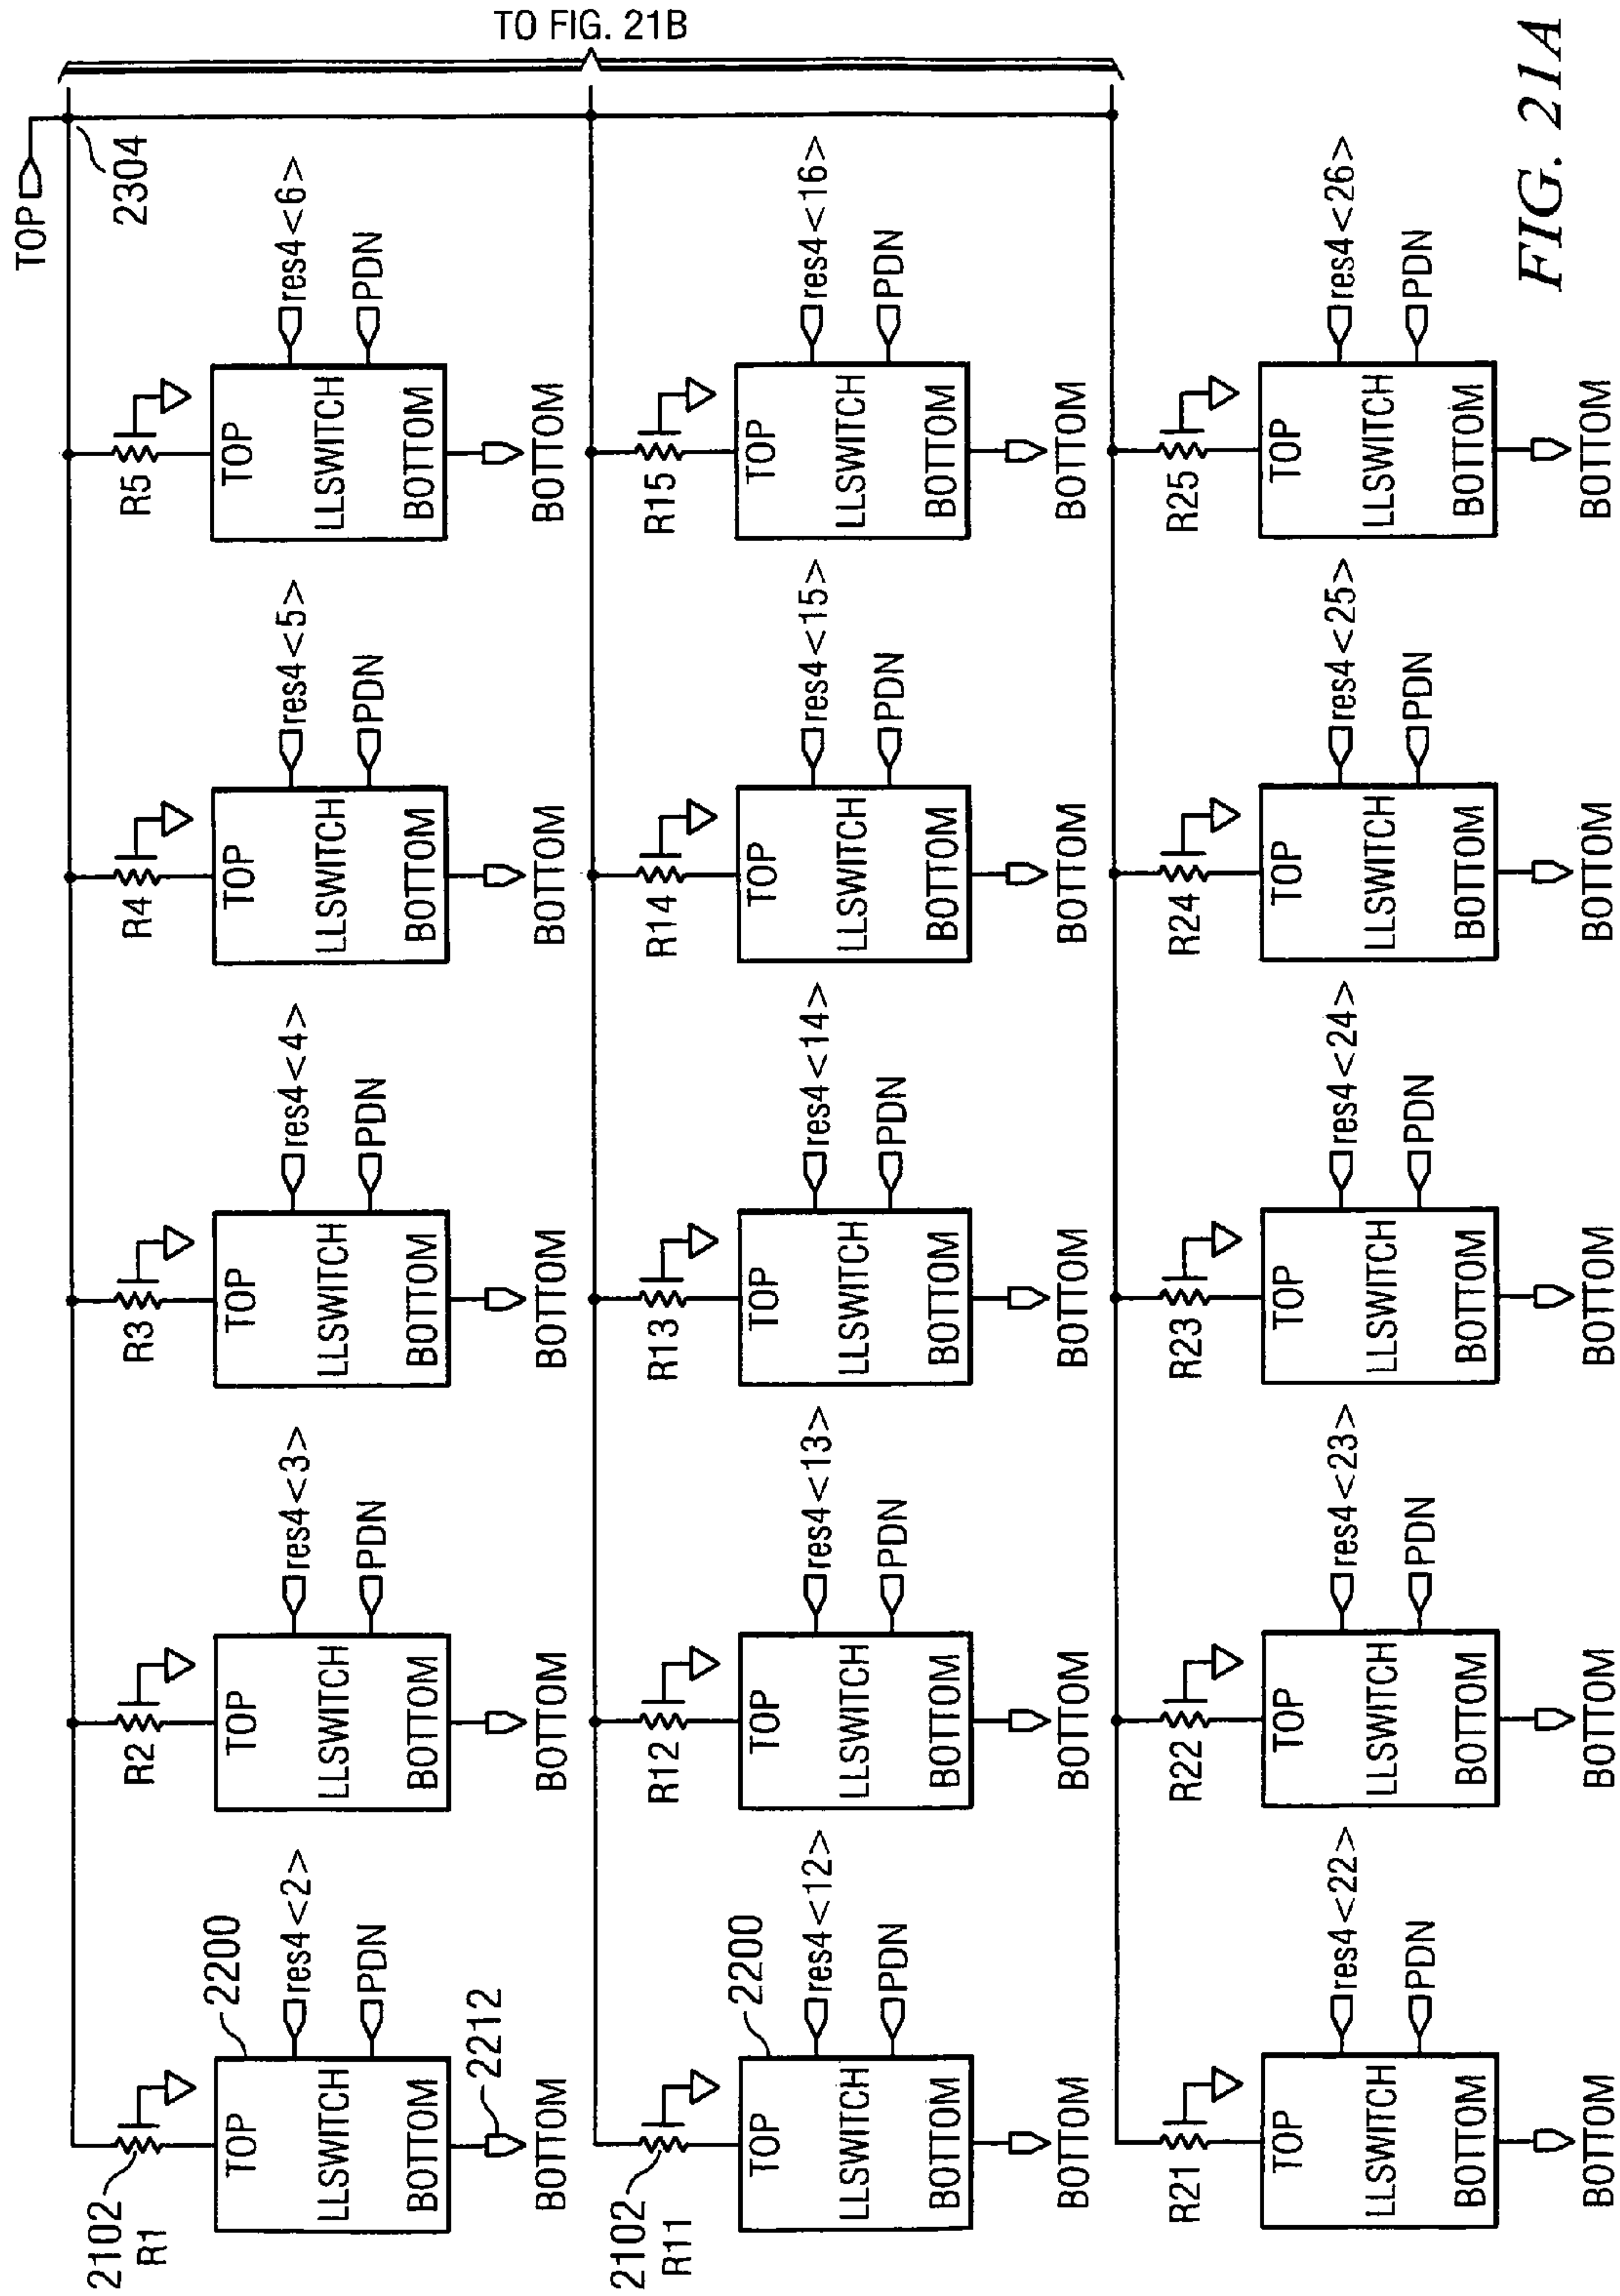 TOP
2304
TO FIG. 21B
2102
R1
R2
R3
R4
R5
2200
TOP
LLSWITCH
BOTTOM
res4<2>
PDN
TOP
LLSWITCH
BOTTOM
res4<3>
PDN
TOP
LLSWITCH
BOTTOM
res4<4>
PDN
TOP
LLSWITCH
BOTTOM
res4<5>
PDN
TOP
LLSWITCH
BOTTOM
res4<6>
PDN
2212
BOTTOM
BOTTOM
BOTTOM
BOTTOM
BOTTOM
2102
R11
R12
R13
R14
R15
2200
TOP
LLSWITCH
BOTTOM
res4<12>
PDN
TOP
LLSWITCH
BOTTOM
res4<13>
PDN
TOP
LLSWITCH
BOTTOM
res4<14>
PDN
TOP
LLSWITCH
BOTTOM
res4<15>
PDN
TOP
LLSWITCH
BOTTOM
res4<16>
PDN
BOTTOM
BOTTOM
BOTTOM
BOTTOM
BOTTOM
R21
R22
R23
R24
R25
TOP
LLSWITCH
BOTTOM
res4<22>
PDN
TOP
LLSWITCH
BOTTOM
res4<23>
PDN
TOP
LLSWITCH
BOTTOM
res4<24>
PDN
TOP
LLSWITCH
BOTTOM
res4<25>
PDN
TOP
LLSWITCH
BOTTOM
res4<26>
PDN
BOTTOM
BOTTOM
BOTTOM
BOTTOM
BOTTOM
FIG. 21A